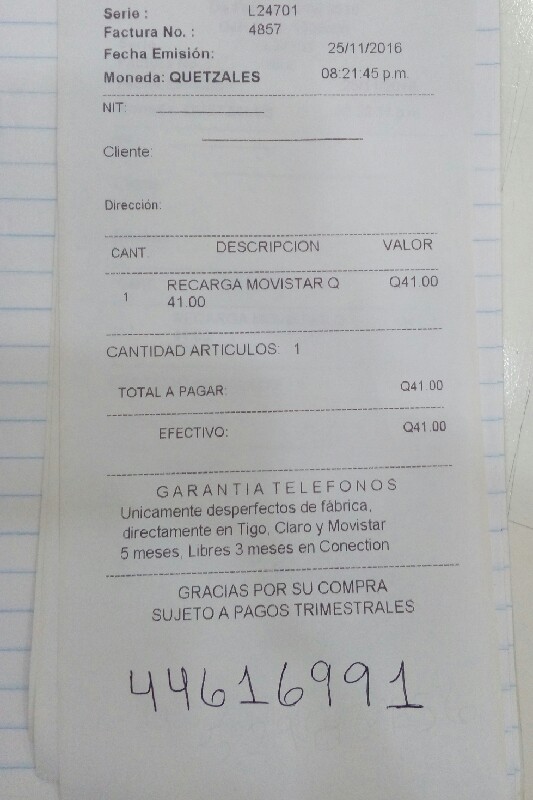 Serie : L24701
Factura No. : 4857
Fecha Emisión: 25/11/2016
Moneda: QUETZALES 08:21:45 p.m.
NIT:
Cliente:
Dirección:
CANT. DESCRIPCION VALOR
1 RECARGA MOVISTAR Q Q41.00
41.00
CANTIDAD ARTICULOS: 1
TOTAL A PAGAR: Q41.00
EFECTIVO: Q41.00
GARANTIA TELEFONOS
Unicamente desperfectos de fábrica,
directamente en Tigo, Claro y Movistar
5 meses, Libres 3 meses en Conection
GRACIAS POR SU COMPRA
SUJETO A PAGOS TRIMESTRALES
44616991